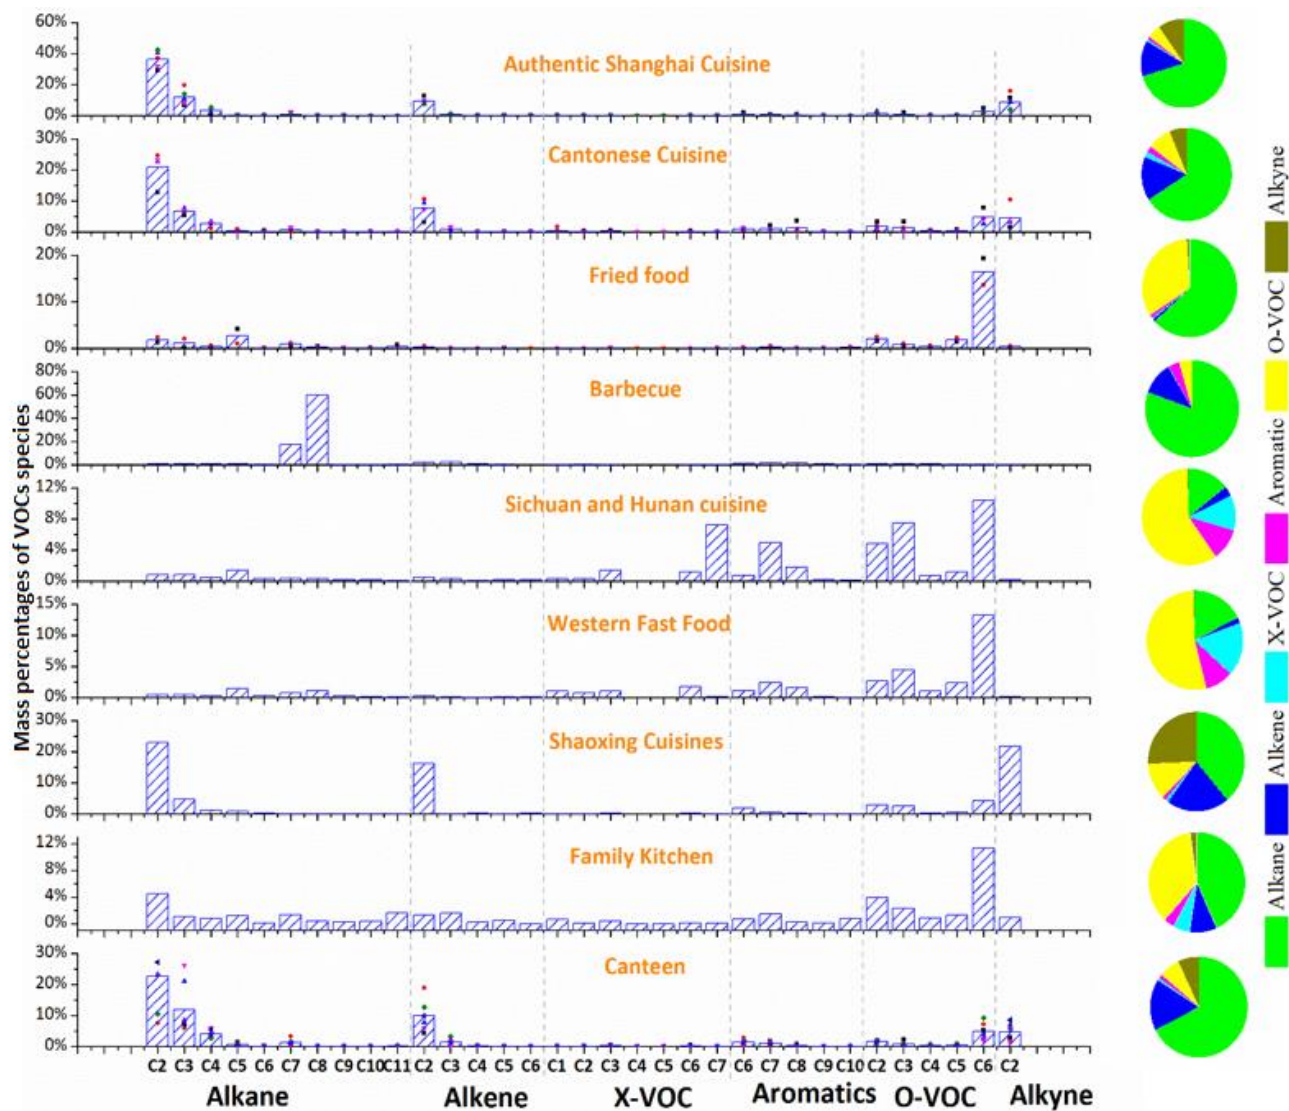 Mass percentages of VOCs species
60%
40%
20%
0%
Authentic Shanghai Cuisine
30%
20%
10%
0%
Cantonese Cuisine
20%
10%
0%
Fried food
80%
60%
40%
20%
0%
Barbecue
12%
8%
4%
0%
Sichuan and Hunan cuisine
15%
10%
5%
0%
Western Fast Food
30%
20%
10%
0%
Shaoxing Cuisines
12%
8%
4%
0%
Family Kitchen
30%
20%
10%
0%
Canteen
C2 C3 C4 C5 C6 C7 C8 C9 C10 C11 C2 C3 C4 C5 C6 C1 C2 C3 C4 C5 C6 C7 C6 C7 C8 C9 C10 C2 C3 C4 C5 C6 C2
Alkane Alkene X-VOC Aromatics O-VOC Alkyne
Alkane Alkene X-VOC Aromatic O-VOC Alkyne